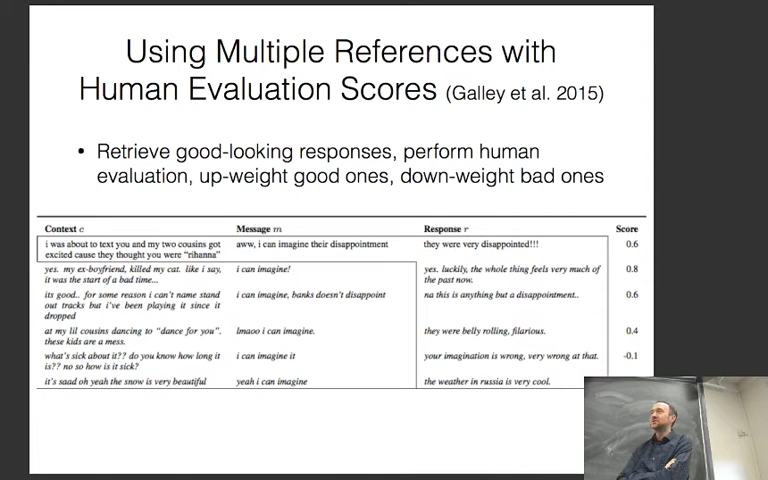 Using Multiple References with
Human Evaluation Scores (Galley et al. 2015)
• Retrieve good-looking responses, perform human
evaluation, up-weight good ones, down-weight bad ones
Context c Message m Response r Score
i was about to text you and my two cousins got aww, i can imagine their disappointment they were very disappointed!!! 0.6
excited cause they thought you were “rihanna”
yes. my ex-boyfriend, killed my cat. like i say, i can imagine! yes. luckily, the whole thing feels very much of 0.8
it was the start of a bad time... the past now.
its good.. for some reason i can't name stand i can imagine, banks doesn't disappoint na this is anything but a disappointment.. 0.6
out tracks but i've been playing it since it
dropped
at my lil cousins dancing to “dance for you”. lmaoo i can imagine. they were belly rolling, filarious. 0.4
these kids are a mess.
what's sick about it?? do you know how long it i can imagine it your imagination is wrong, very wrong at that. -0.1
is?? no so how is it sick?
it's saad oh yeah the snow is very beautiful yeah i can imagine the weather in russia is very cool.